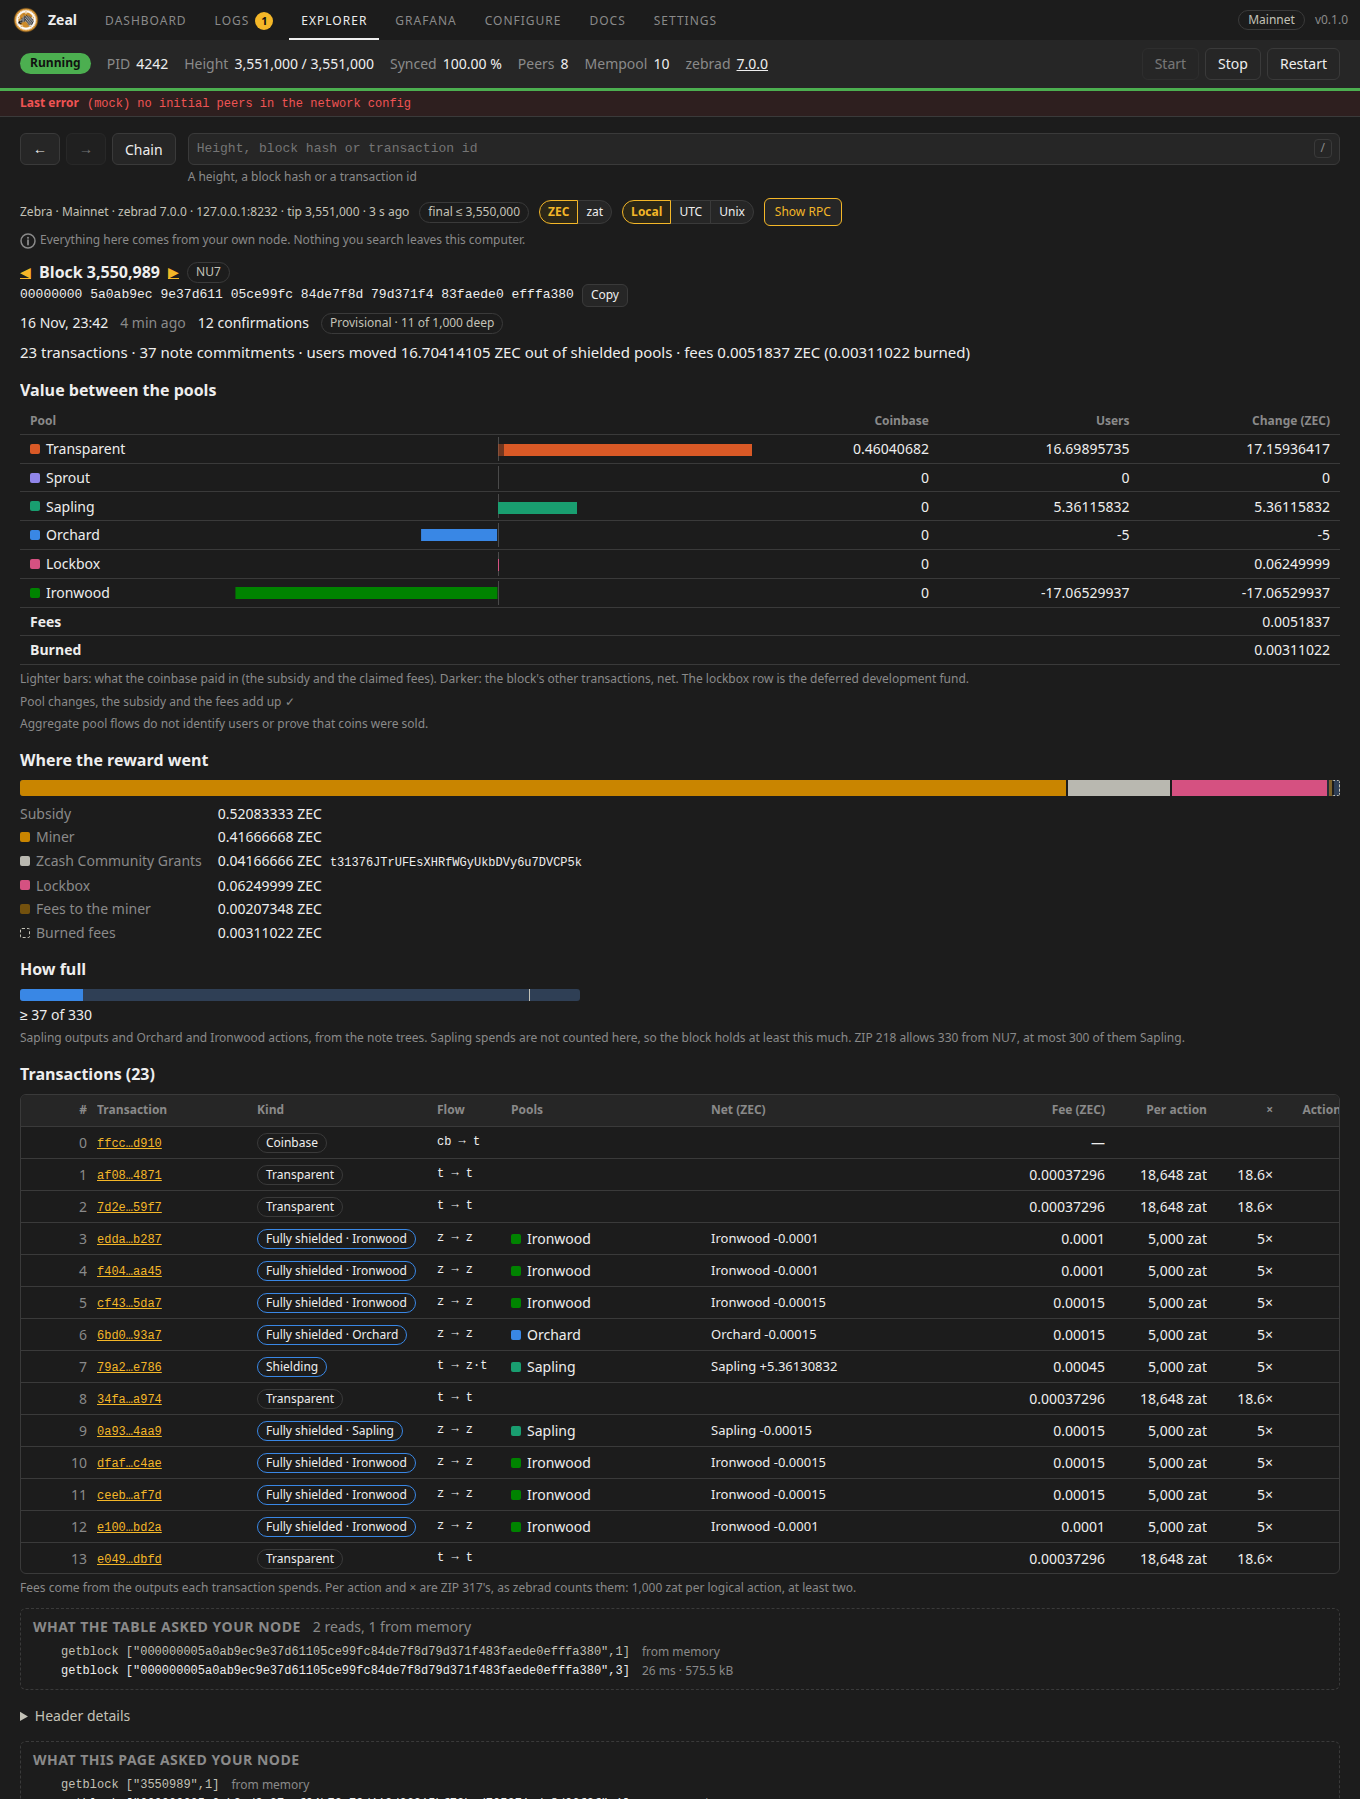 Zeal DASHBOARD LOGS 1 EXPLORER GRAFANA CONFIGURE DOCS SETTINGS Mainnet v0.1.0
Running PID 4242 Height 3,551,000 / 3,551,000 Synced 100.00 % Peers 8 Mempool 10 zebrad 7.0.0 Start Stop Restart
Last error (mock) no initial peers in the network config
← → Chain Height, block hash or transaction id /
A height, a block hash or a transaction id
Zebra · Mainnet · zebrad 7.0.0 · 127.0.0.1:8232 · tip 3,551,000 · 3 s ago final ≤ 3,550,000 ZEC zat Local UTC Unix Show RPC
Everything here comes from your own node. Nothing you search leaves this computer.
◀ Block 3,550,989 ▶ NU7
00000000 5a0ab9ec 9e37d611 05ce99fc 84de7f8d 79d371f4 83faede0 efffa380 Copy
16 Nov, 23:42 4 min ago 12 confirmations Provisional · 11 of 1,000 deep
23 transactions · 37 note commitments · users moved 16.70414105 ZEC out of shielded pools · fees 0.0051837 ZEC (0.00311022 burned)
Value between the pools
Pool Coinbase Users Change (ZEC)
Transparent 0.46040682 16.69895735 17.15936417
Sprout 0 0 0
Sapling 0 5.36115832 5.36115832
Orchard 0 -5 -5
Lockbox 0 0.06249999
Ironwood 0 -17.06529937 -17.06529937
Fees 0.0051837
Burned 0.00311022
Lighter bars: what the coinbase paid in (the subsidy and the claimed fees). Darker: the block's other transactions, net. The lockbox row is the deferred development fund.
Pool changes, the subsidy and the fees add up ✓
Aggregate pool flows do not identify users or prove that coins were sold.
Where the reward went
Subsidy 0.52083333 ZEC
Miner 0.41666668 ZEC
Zcash Community Grants 0.04166666 ZEC t31376JTrUFEsXHRfWGyUkbDVy6u7DVCP5k
Lockbox 0.06249999 ZEC
Fees to the miner 0.00207348 ZEC
Burned fees 0.00311022 ZEC
How full
≥ 37 of 330
Sapling outputs and Orchard and Ironwood actions, from the note trees. Sapling spends are not counted here, so the block holds at least this much. ZIP 218 allows 330 from NU7, at most 300 of them Sapling.
Transactions (23)
# Transaction Kind Flow Pools Net (ZEC) Fee (ZEC) Per action × Action
0 ffcc…d910 Coinbase cb → t —
1 af08…4871 Transparent t → t 0.00037296 18,648 zat 18.6×
2 7d2e…59f7 Transparent t → t 0.00037296 18,648 zat 18.6×
3 edda…b287 Fully shielded · Ironwood z → z Ironwood Ironwood -0.0001 0.0001 5,000 zat 5×
4 f404…aa45 Fully shielded · Ironwood z → z Ironwood Ironwood -0.0001 0.0001 5,000 zat 5×
5 cf43…5da7 Fully shielded · Ironwood z → z Ironwood Ironwood -0.00015 0.00015 5,000 zat 5×
6 6bd0…93a7 Fully shielded · Orchard z → z Orchard Orchard -0.00015 0.00015 5,000 zat 5×
7 79a2…e786 Shielding t → z·t Sapling Sapling +5.36130832 0.00045 5,000 zat 5×
8 34fa…a974 Transparent t → t 0.00037296 18,648 zat 18.6×
9 0a93…4aa9 Fully shielded · Sapling z → z Sapling Sapling -0.00015 0.00015 5,000 zat 5×
10 dfaf…c4ae Fully shielded · Ironwood z → z Ironwood Ironwood -0.00015 0.00015 5,000 zat 5×
11 ceeb…af7d Fully shielded · Ironwood z → z Ironwood Ironwood -0.00015 0.00015 5,000 zat 5×
12 e100…bd2a Fully shielded · Ironwood z → z Ironwood Ironwood -0.0001 0.0001 5,000 zat 5×
13 e049…dbfd Transparent t → t 0.00037296 18,648 zat 18.6×
Fees come from the outputs each transaction spends. Per action and × are ZIP 317's, as zebrad counts them: 1,000 zat per logical action, at least two.
WHAT THE TABLE ASKED YOUR NODE 2 reads, 1 from memory
getblock ["000000005a0ab9ec9e37d61105ce99fc84de7f8d79d371f483faede0efffa380",1] from memory
getblock ["000000005a0ab9ec9e37d61105ce99fc84de7f8d79d371f483faede0efffa380",3] 26 ms · 575.5 kB
▶ Header details
WHAT THIS PAGE ASKED YOUR NODE
getblock ["3550989",1] from memory